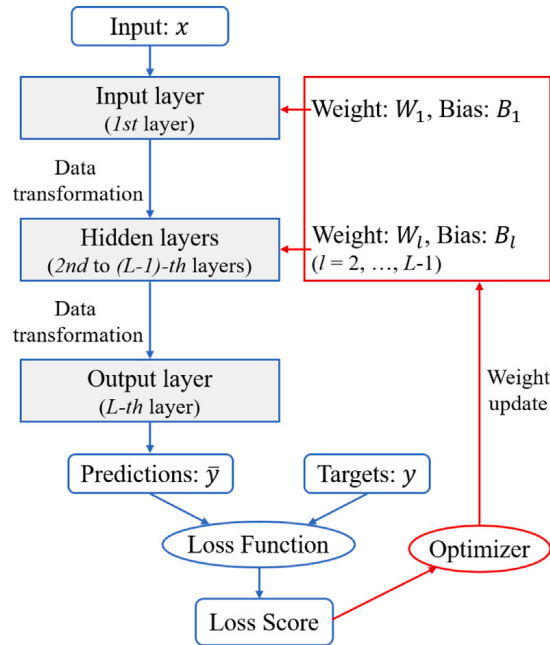 Input: x
Input layer
(1st layer)
Weight: W₁, Bias: B₁
Data
transformation
Hidden layers
(2nd to (L-1)-th layers)
Weight: Wₗ, Bias: Bₗ
(l = 2, …, L-1)
Data
transformation
Output layer
(L-th layer)
Weight
update
Predictions: ȳ
Targets: y
Loss Function
Optimizer
Loss Score